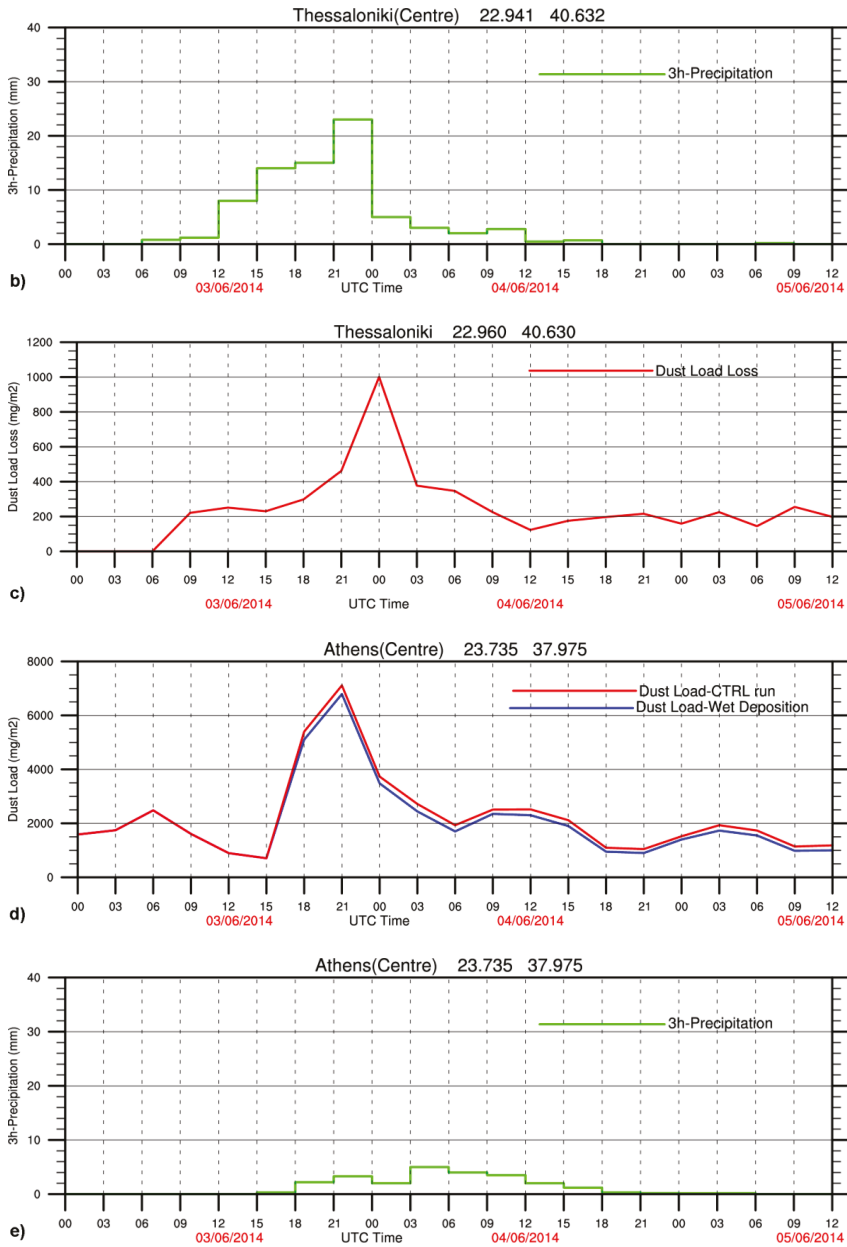 Thessaloniki(Centre) 22.941 40.632
40
30
20
10
0
3h-Precipitation (mm)
3h-Precipitation
00 03 06 09 12 15 18 21 00 03 06 09 12 15 18 21 00 03 06 09 12
b)
03/06/2014 UTC Time 04/06/2014 05/06/2014
Thessaloniki 22.960 40.630
1200
1000
800
600
400
200
0
Dust Load Loss (mg/m2)
Dust Load Loss
00 03 06 09 12 15 18 21 00 03 06 09 12 15 18 21 00 03 06 09 12
c)
03/06/2014 UTC Time 04/06/2014 05/06/2014
Athens(Centre) 23.735 37.975
8000
6000
4000
2000
0
Dust Load (mg/m2)
Dust Load-CTRL run
Dust Load-Wet Deposition
00 03 06 09 12 15 18 21 00 03 06 09 12 15 18 21 00 03 06 09 12
d)
03/06/2014 UTC Time 04/06/2014 05/06/2014
Athens(Centre) 23.735 37.975
40
30
20
10
0
3h-Precipitation (mm)
3h-Precipitation
00 03 06 09 12 15 18 21 00 03 06 09 12 15 18 21 00 03 06 09 12
e)
03/06/2014 UTC Time 04/06/2014 05/06/2014